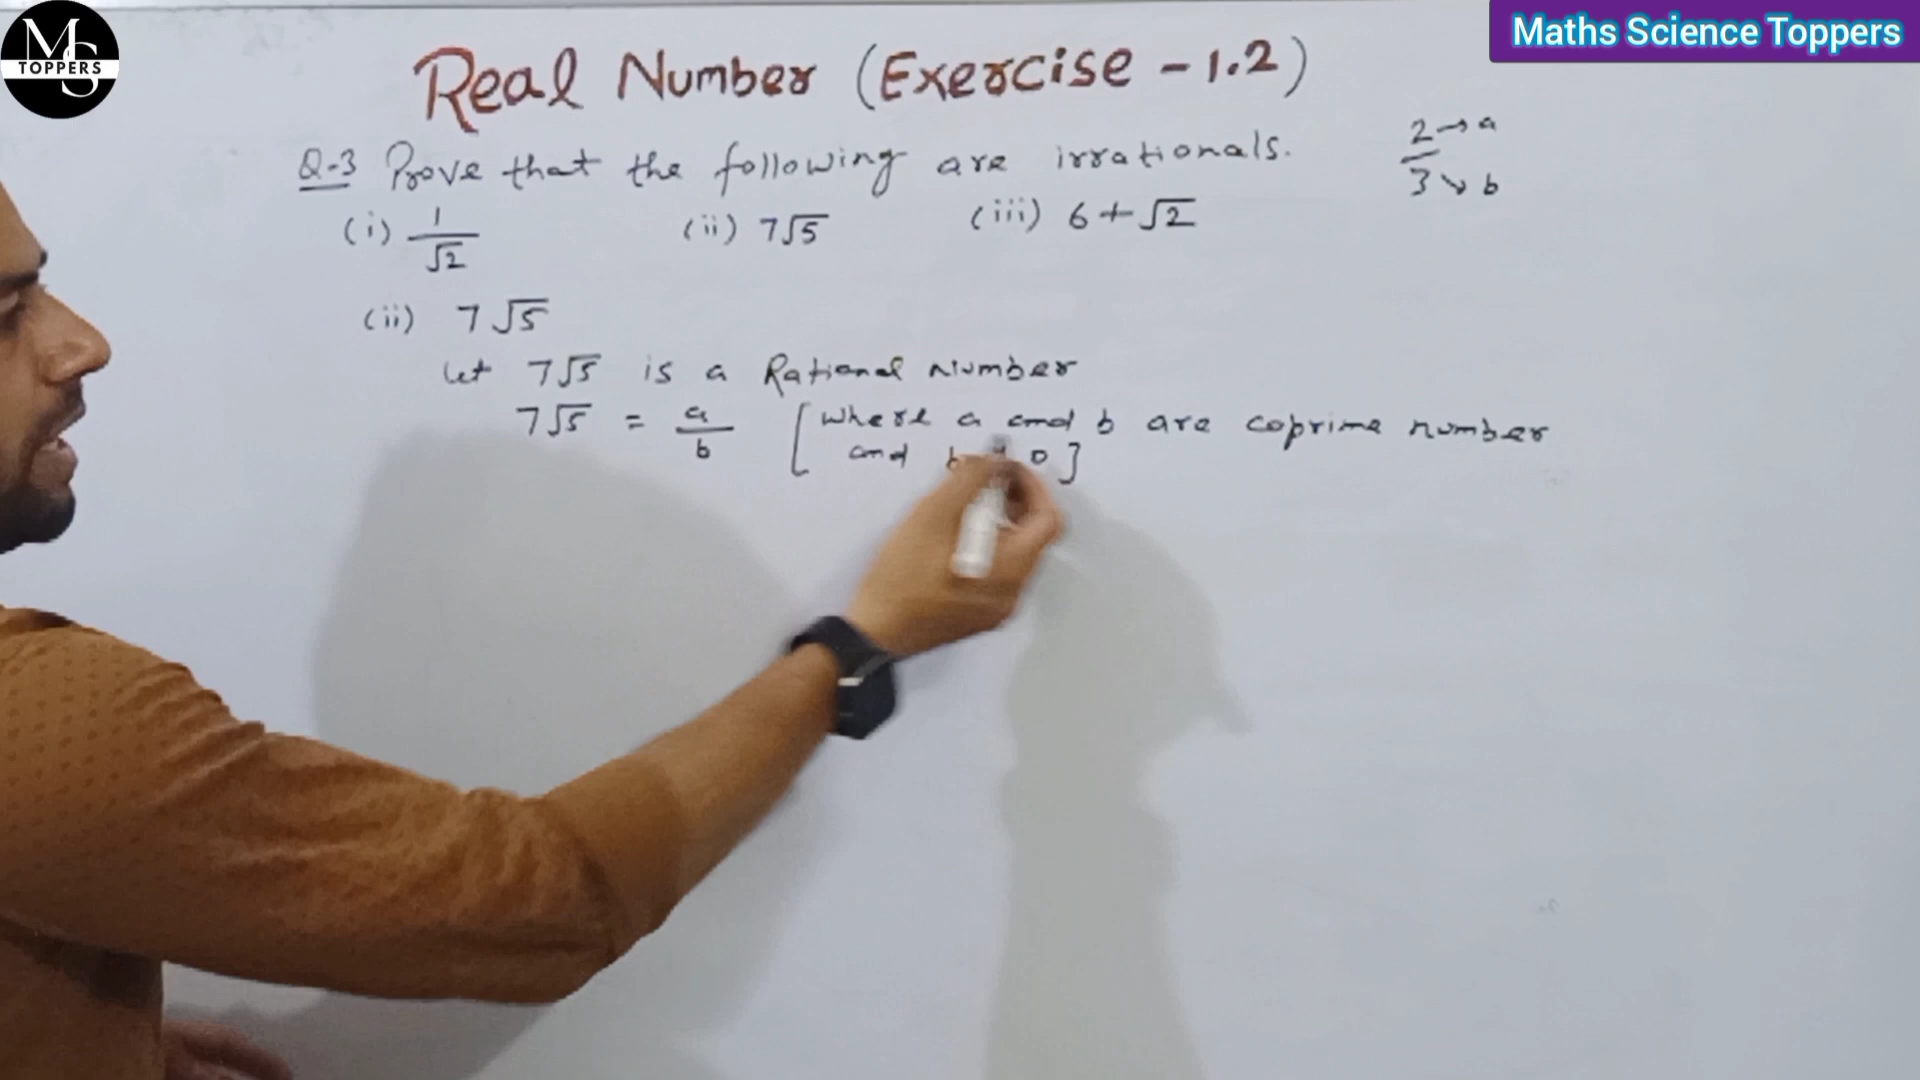 MS
TOPPERS
Maths Science Toppers
Real Number (Exercise - 1.2)
Q-3 Prove that the following are irrationals.
2 → a
3 ↘ b
(i) 1/√2 (ii) 7√5 (iii) 6+√2
(ii) 7√5
Let 7√5 is a Rational Number
7√5 = a/b [where a and b are coprime number
and b 0]